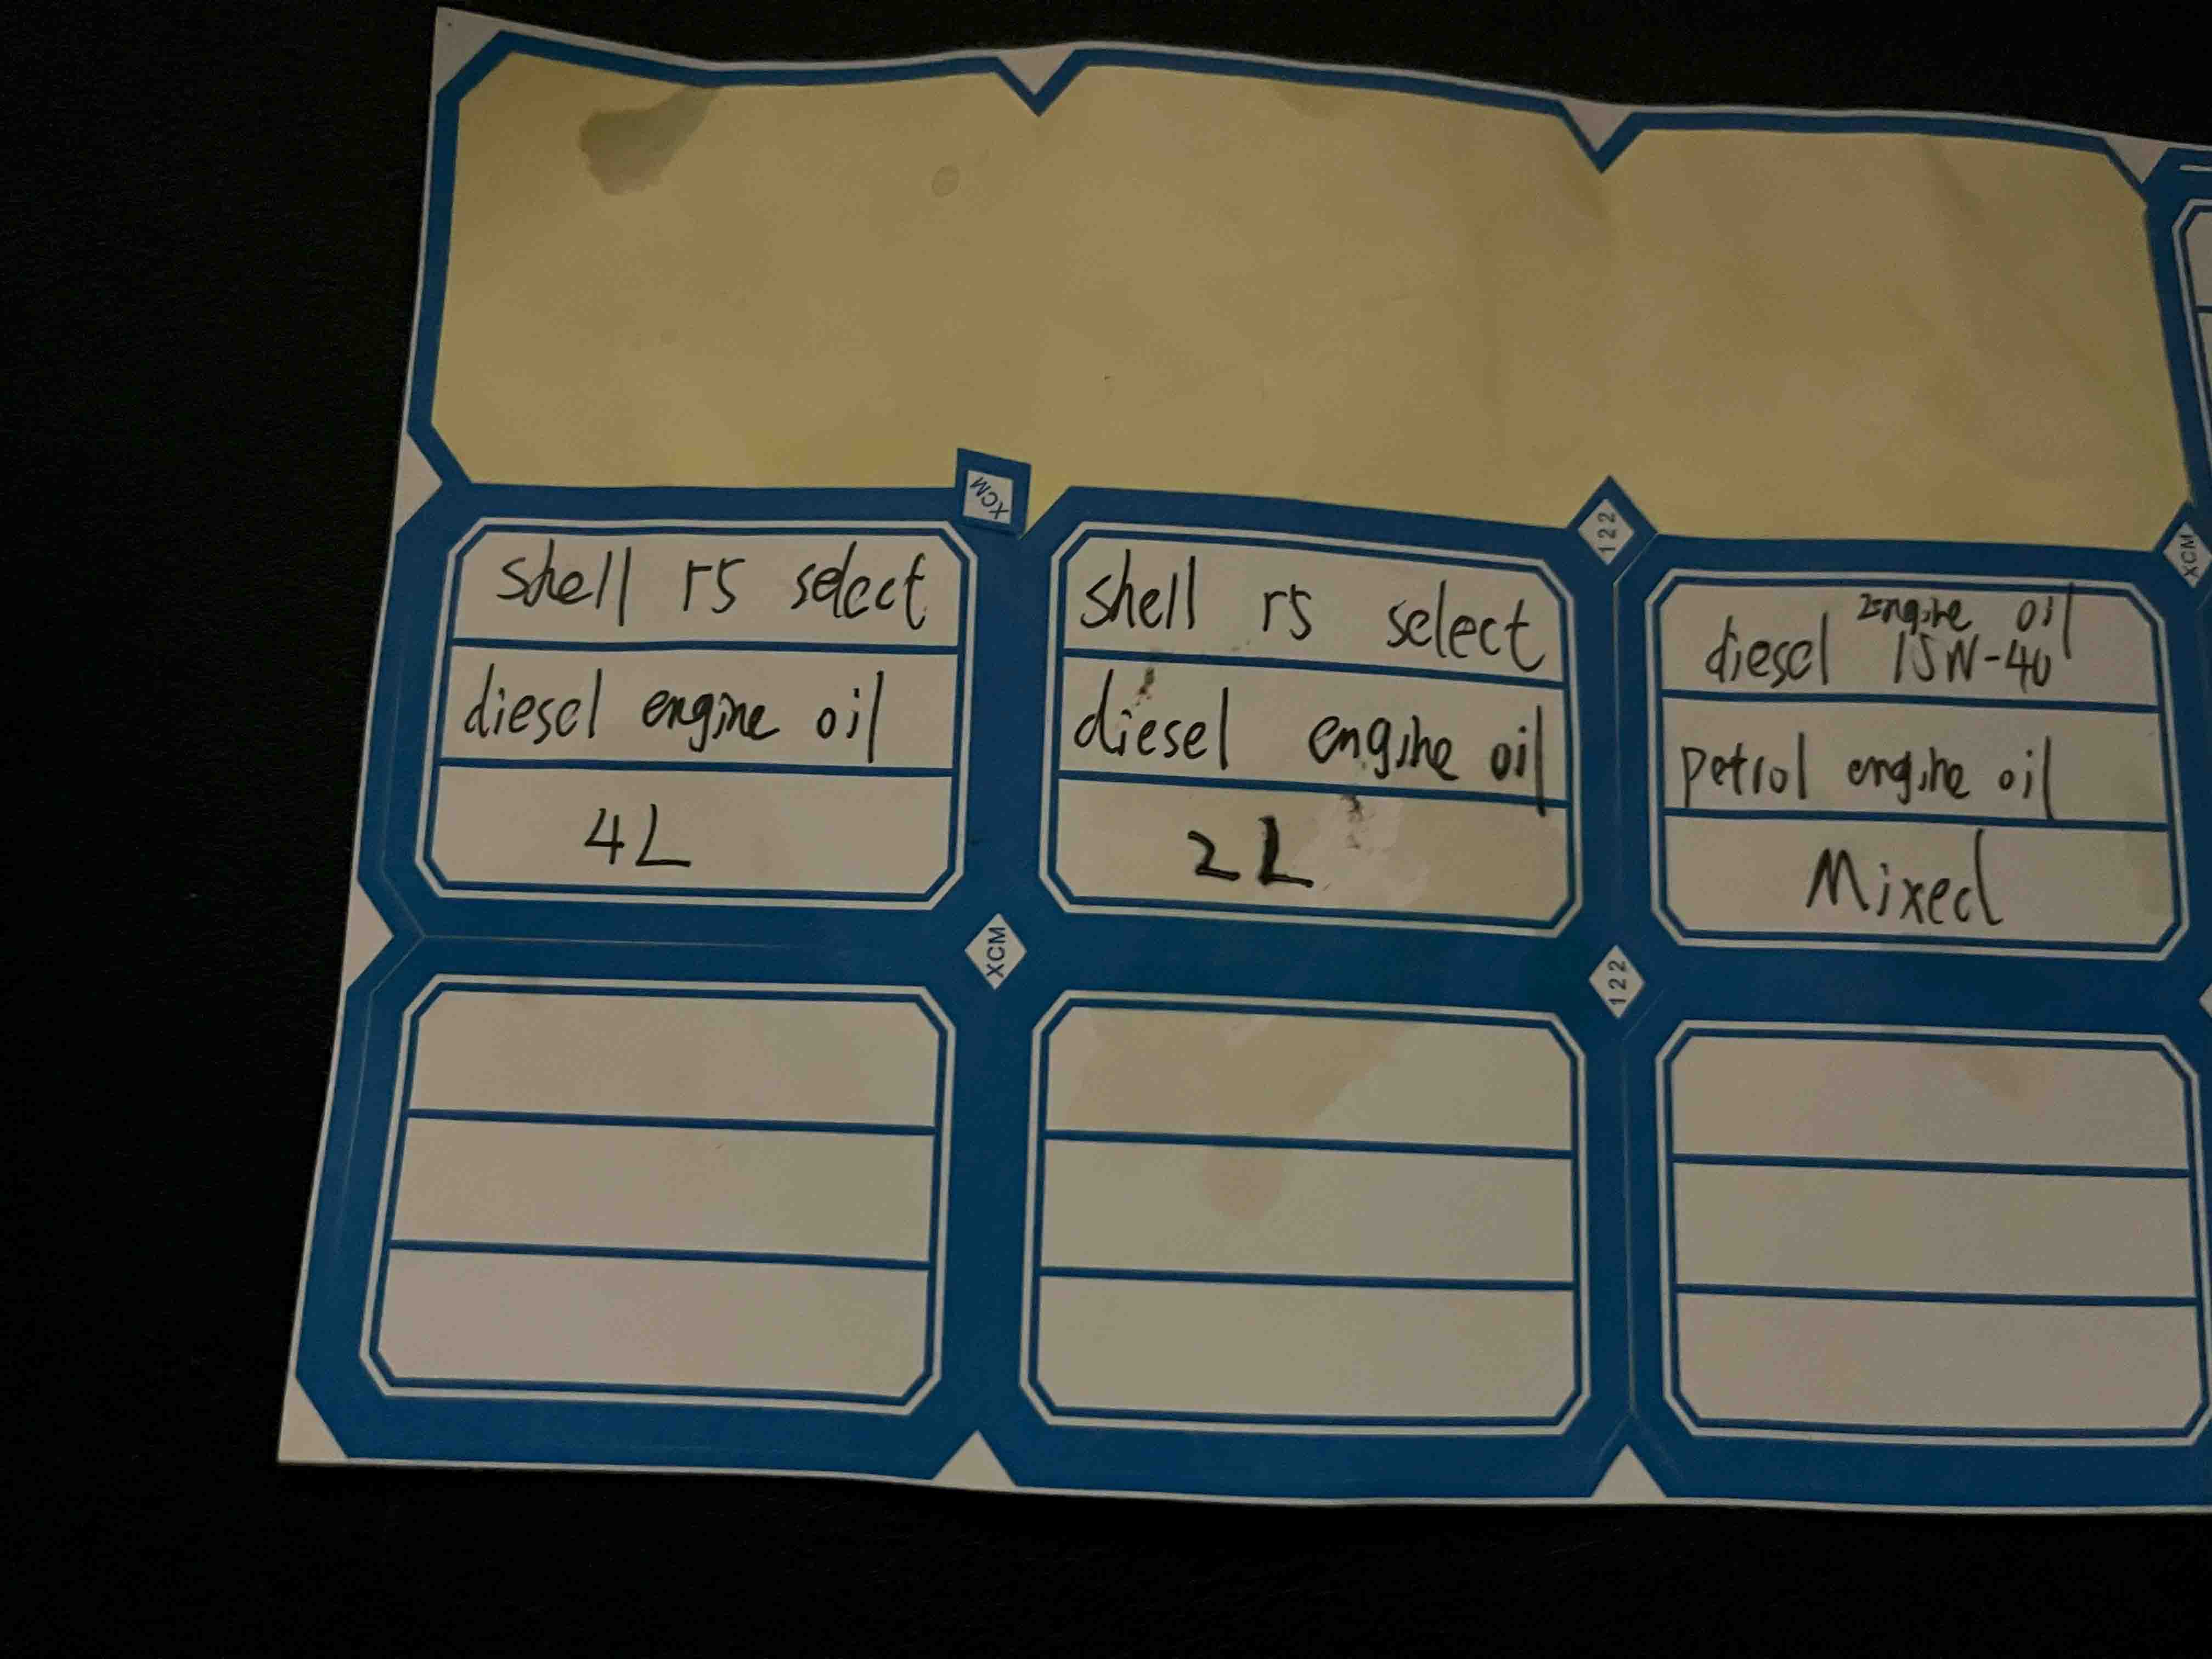 shell r5 select
diesel engine oil
4L
shell r5 select
diesel engine oil
2L
Engine oil
diesel 15W-40
petrol engine oil
Mixed
XCM
122
XCM
XCM
122